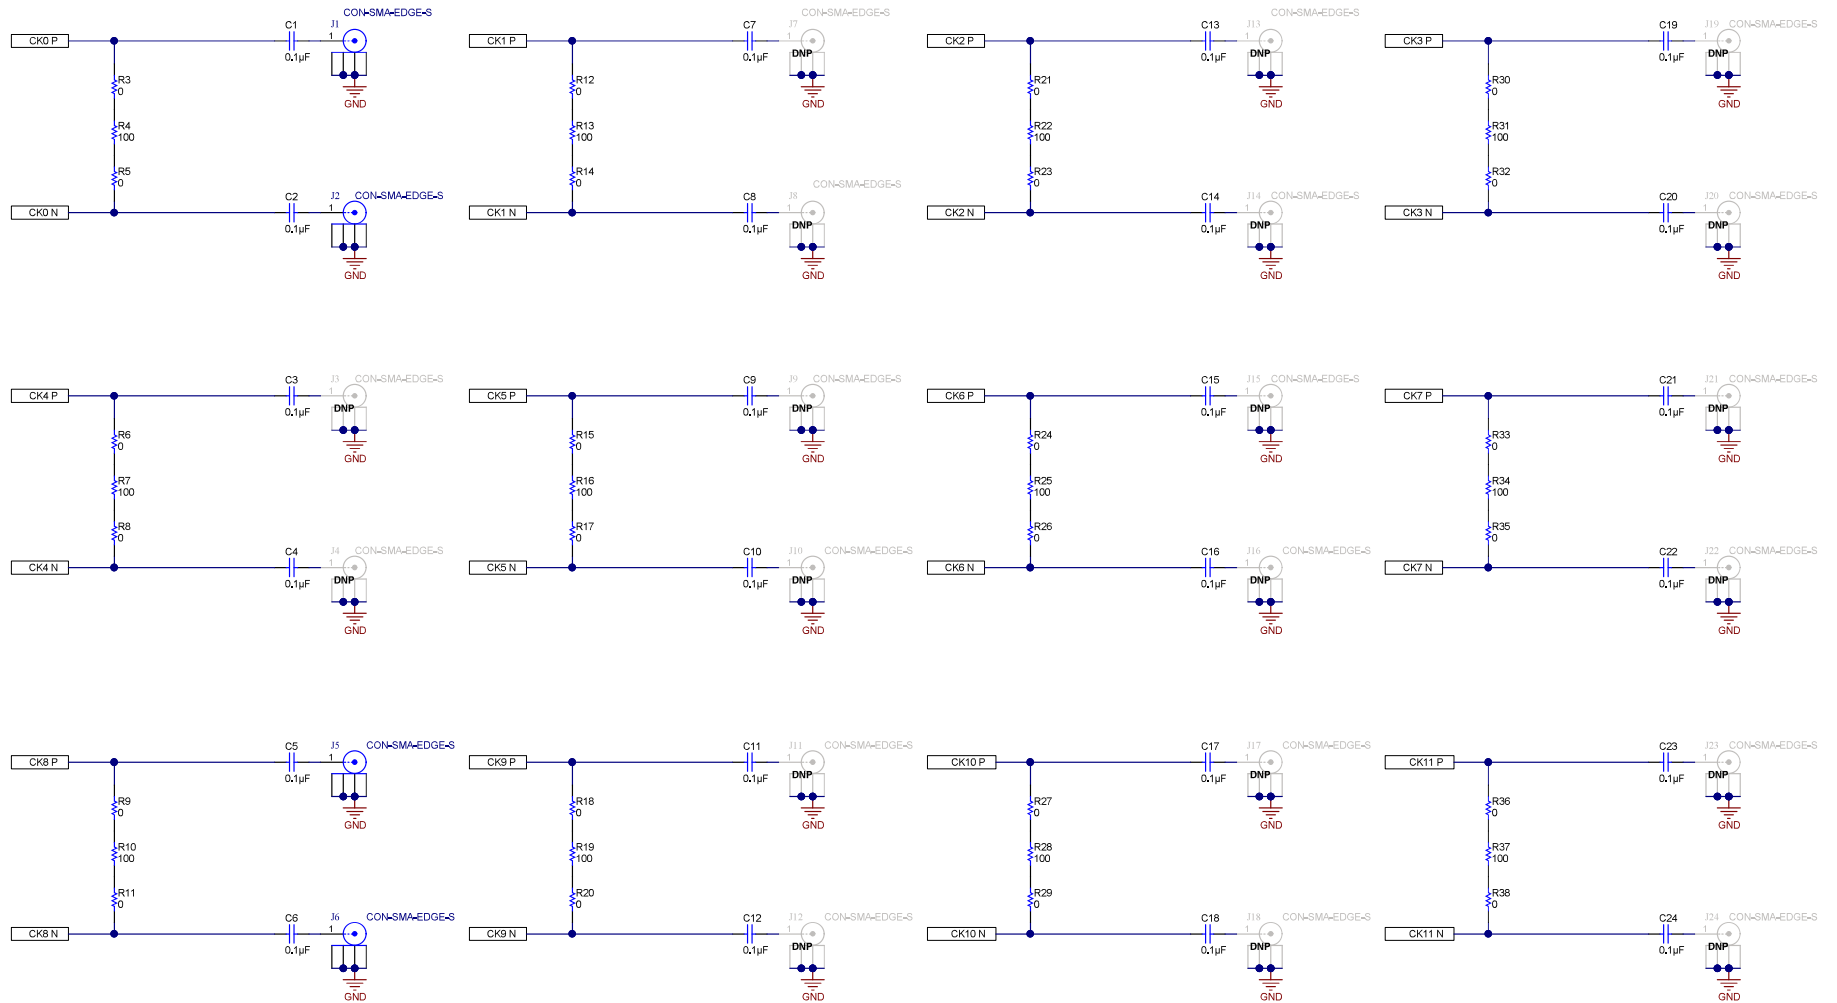 CON-SMA-EDGE-S
CK0 P
C1
0.1µF
J1
1
GND
R3
0
R4
100
R5
0
CK0 N
C2
0.1µF
J2
CON-SMA-EDGE-S
1
GND
CON-SMA-EDGE-S
CK1 P
C7
0.1µF
J7
1
DNP
GND
R12
0
R13
100
R14
0
CK1 N
C8
0.1µF
J8
CON-SMA-EDGE-S
1
DNP
GND
CON-SMA-EDGE-S
CK2 P
C13
0.1µF
J13
1
DNP
GND
R21
0
R22
100
R23
0
CK2 N
C14
0.1µF
J14
CON-SMA-EDGE-S
1
DNP
GND
CK3 P
C19
0.1µF
J19
CON-SMA-EDGE-S
1
DNP
GND
R30
0
R31
100
R32
0
CK3 N
C20
0.1µF
J20
CON-SMA-EDGE-S
1
DNP
GND
CK4 P
C3
0.1µF
J3
CON-SMA-EDGE-S
1
DNP
GND
R6
0
R7
100
R8
0
CK4 N
C4
0.1µF
J4
CON-SMA-EDGE-S
1
DNP
GND
CK5 P
C9
0.1µF
J9
CON-SMA-EDGE-S
1
DNP
GND
R15
0
R16
100
R17
0
CK5 N
C10
0.1µF
J10
CON-SMA-EDGE-S
1
DNP
GND
CK6 P
C15
0.1µF
J15
CON-SMA-EDGE-S
1
DNP
GND
R24
0
R25
100
R26
0
CK6 N
C16
0.1µF
J16
CON-SMA-EDGE-S
1
DNP
GND
CK7 P
C21
0.1µF
J21
CON-SMA-EDGE-S
1
DNP
GND
R33
0
R34
100
R35
0
CK7 N
C22
0.1µF
J22
CON-SMA-EDGE-S
1
DNP
GND
CK8 P
C5
0.1µF
J5
CON-SMA-EDGE-S
1
GND
R9
0
R10
100
R11
0
CK8 N
C6
0.1µF
J6
CON-SMA-EDGE-S
1
GND
CK9 P
C11
0.1µF
J11
CON-SMA-EDGE-S
1
DNP
GND
R18
0
R19
100
R20
0
CK9 N
C12
0.1µF
J12
CON-SMA-EDGE-S
1
DNP
GND
CK10 P
C17
0.1µF
J17
CON-SMA-EDGE-S
1
DNP
GND
R27
0
R28
100
R29
0
CK10 N
C18
0.1µF
J18
CON-SMA-EDGE-S
1
DNP
GND
CK11 P
C23
0.1µF
J23
CON-SMA-EDGE-S
1
DNP
GND
R36
0
R37
100
R38
0
CK11 N
C24
0.1µF
J24
CON-SMA-EDGE-S
1
DNP
GND